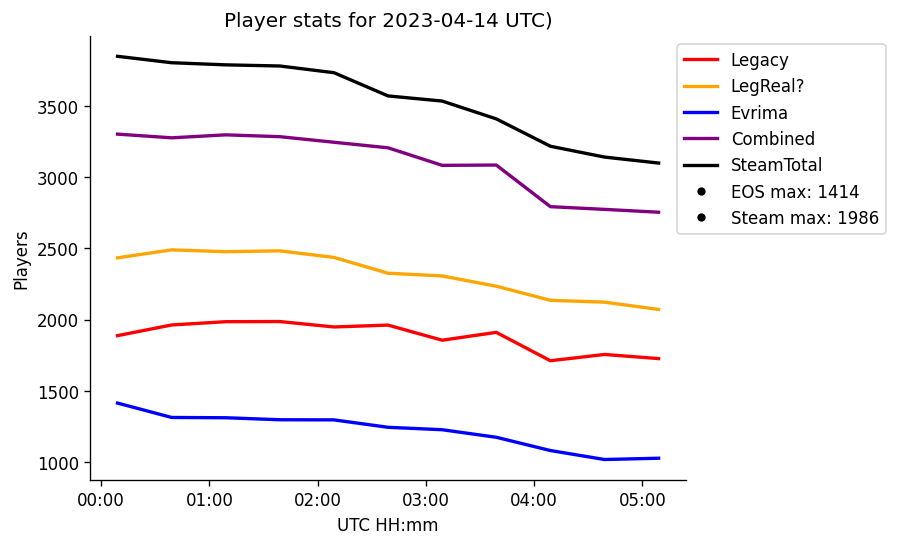 Player stats for 2023-04-14 UTC)
Legacy
LegReal?
Evrima
Combined
SteamTotal
EOS max: 1414
Steam max: 1986
Players
3500
3000
2500
2000
1500
1000
00:00 01:00 02:00 03:00 04:00 05:00
UTC HH:mm